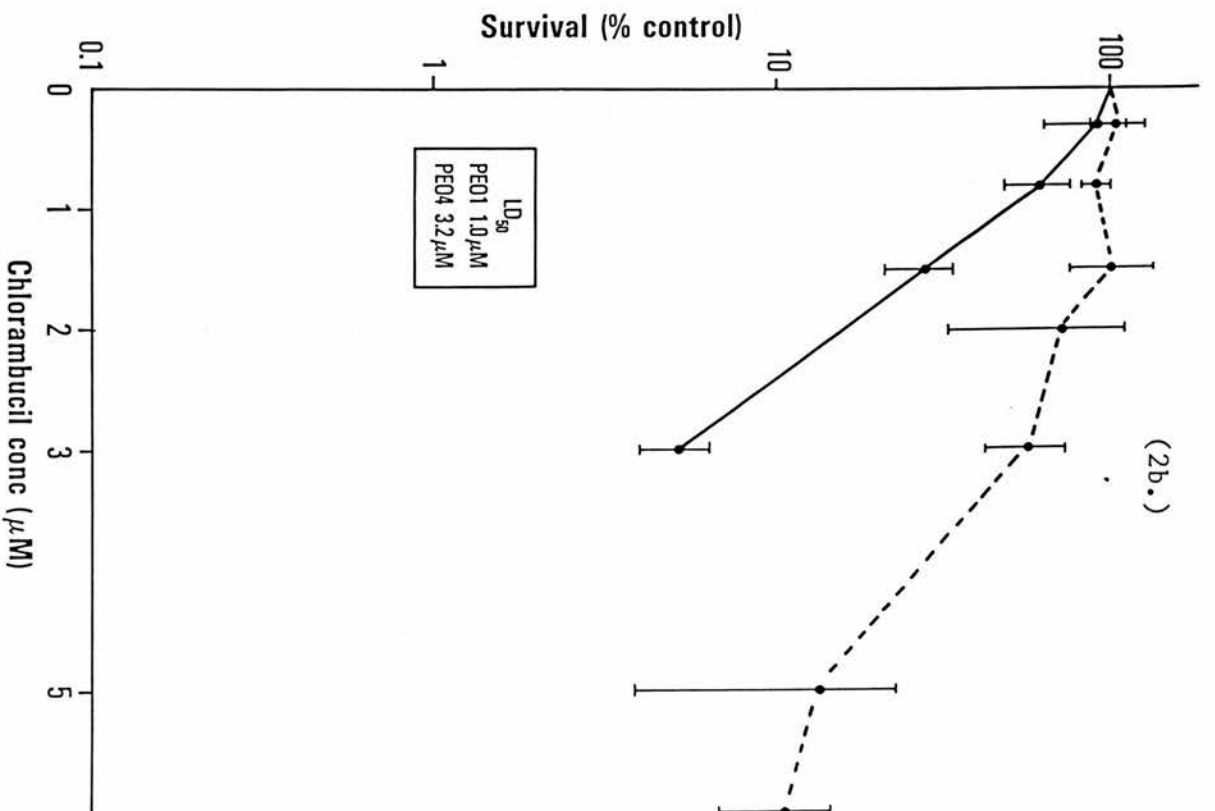 (2b.)
Survival (% control)
100
10
1
0.1
LD₅₀
PEO1 1.0μM
PEO4 3.2μM
0
1
2
3
5
Chlorambucil conc (μM)